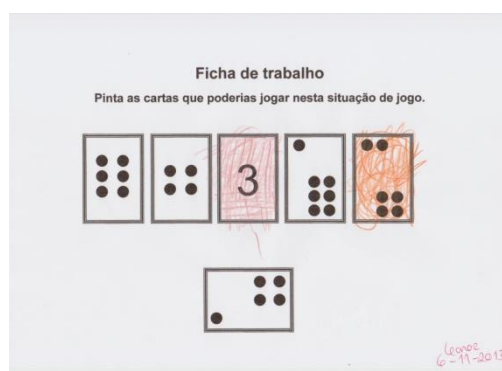 Ficha de trabalho
Pinta as cartas que poderias jogar nesta situação de jogo.
3
Leonor
6-11-2013